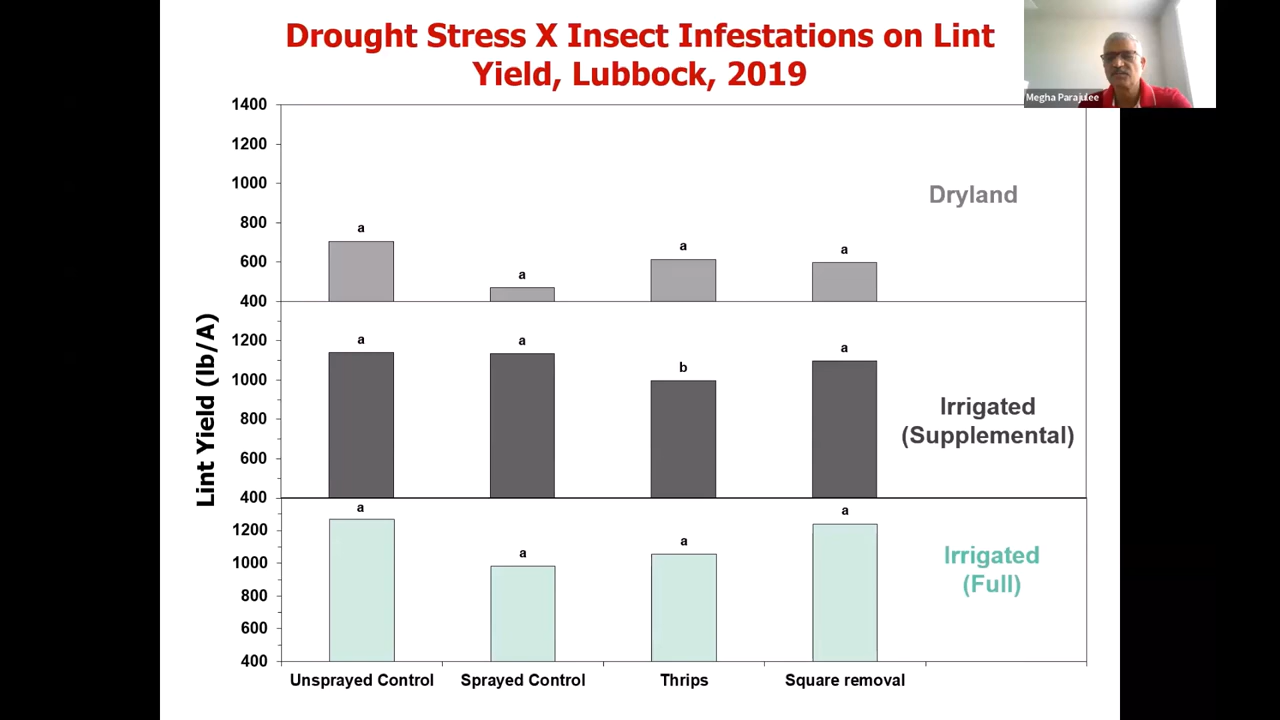 Drought Stress X Insect Infestations on Lint
Yield, Lubbock, 2019
Megha Parajulee
Lint Yield (lb/A)
1400
1200
1000
800
600
400
a
a
a
a
Dryland
1200
1000
800
600
400
a
a
b
a
Irrigated
(Supplemental)
1200
1000
800
600
400
a
a
a
a
Irrigated
(Full)
Unsprayed Control
Sprayed Control
Thrips
Square removal